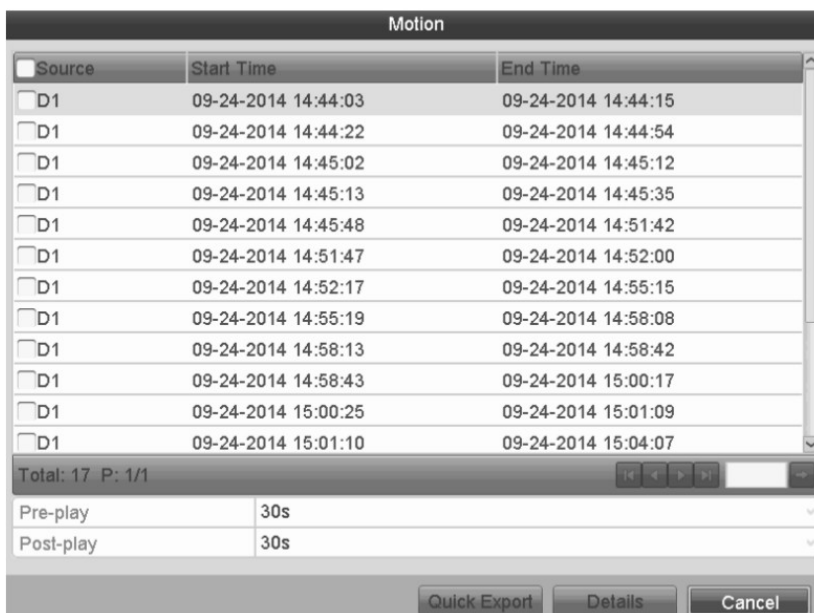 Motion
Source Start Time End Time
D1 09-24-2014 14:44:03 09-24-2014 14:44:15
D1 09-24-2014 14:44:22 09-24-2014 14:44:54
D1 09-24-2014 14:45:02 09-24-2014 14:45:12
D1 09-24-2014 14:45:13 09-24-2014 14:45:35
D1 09-24-2014 14:45:48 09-24-2014 14:51:42
D1 09-24-2014 14:51:47 09-24-2014 14:52:00
D1 09-24-2014 14:52:17 09-24-2014 14:55:15
D1 09-24-2014 14:55:19 09-24-2014 14:58:08
D1 09-24-2014 14:58:13 09-24-2014 14:58:42
D1 09-24-2014 14:58:43 09-24-2014 15:00:17
D1 09-24-2014 15:00:25 09-24-2014 15:01:09
D1 09-24-2014 15:01:10 09-24-2014 15:04:07
Total: 17 P: 1/1
Pre-play 30s
Post-play 30s
Quick Export Details Cancel